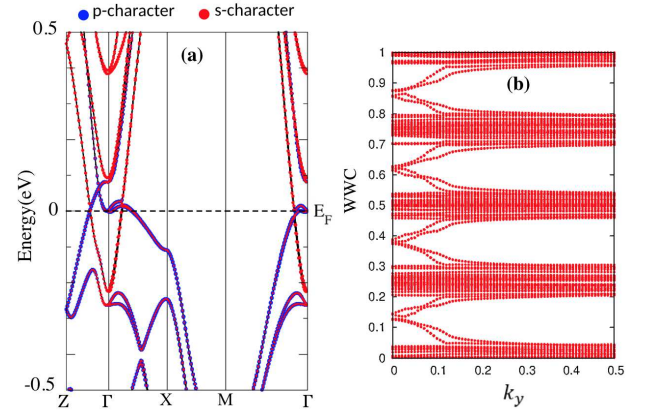 p-character s-character
0.5
(a)
Energy(eV)
0
E_F
-0.5
Z Γ X M Γ
1
0.9
0.8
0.7
0.6
0.5
0.4
0.3
0.2
0.1
0
WWC
(b)
0 0.1 0.2 0.3 0.4 0.5
k_y